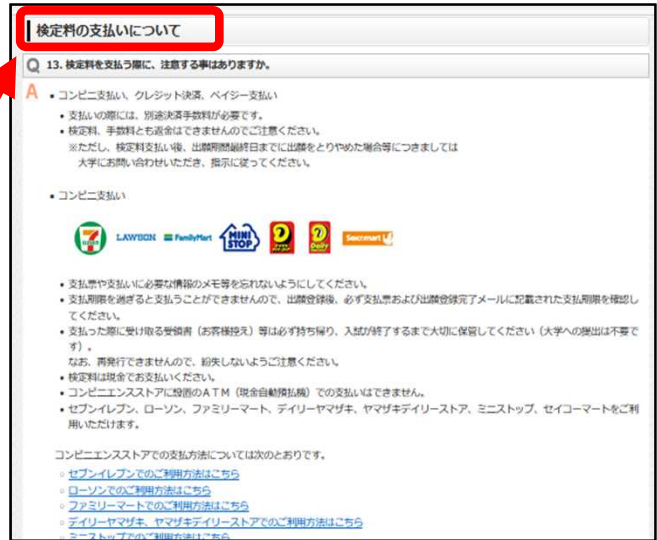 検定料の支払いについて
Q 13. 検定料を支払う際に、注意する事はありますか。
A • コンビニ支払い、クレジット決済、ペイジー支払い
• 支払いの際には、別途決済手数料が必要です。
• 検定料、手数料とも返金はできませんのでご注意ください。
※ただし、検定料支払い後、出願期間最終日までに出願をとりやめた場合等につきましては
大学にお問い合わせいただき、指示に従ってください。
• コンビニ支払い
LAWSON FamilyMart MINI STOP Daily Seicomart
• 支払票や支払いに必要な情報のメモ等を忘れないようにしてください。
• 支払期限を過ぎると支払うことができませんので、出願登録後、必ず支払票および出願登録完了メールに記載された支払期限を確認し
てください。
• 支払った際に受け取る受領書（お客様控え）等は必ず持ち帰り、入試が終了するまで大切に保管してください（大学への提出は不要で
す）。
なお、再発行できませんので、紛失しないようご注意ください。
• 検定料は現金でお支払いください。
• コンビニエンスストアに設置のＡＴＭ（現金自動預払機）での支払いはできません。
• セブンイレブン、ローソン、ファミリーマート、デイリーヤマザキ、ヤマザキデイリーストア、ミニストップ、セイコーマートをご利
用いただけます。
コンビニエンスストアでの支払方法については次のとおりです。
○ セブンイレブンでのご利用方法はこちら
○ ローソンでのご利用方法はこちら
○ ファミリーマートでのご利用方法はこちら
○ デイリーヤマザキ、ヤマザキデイリーストアでのご利用方法はこちら
○ ミニストップでのご利用方法はこちら